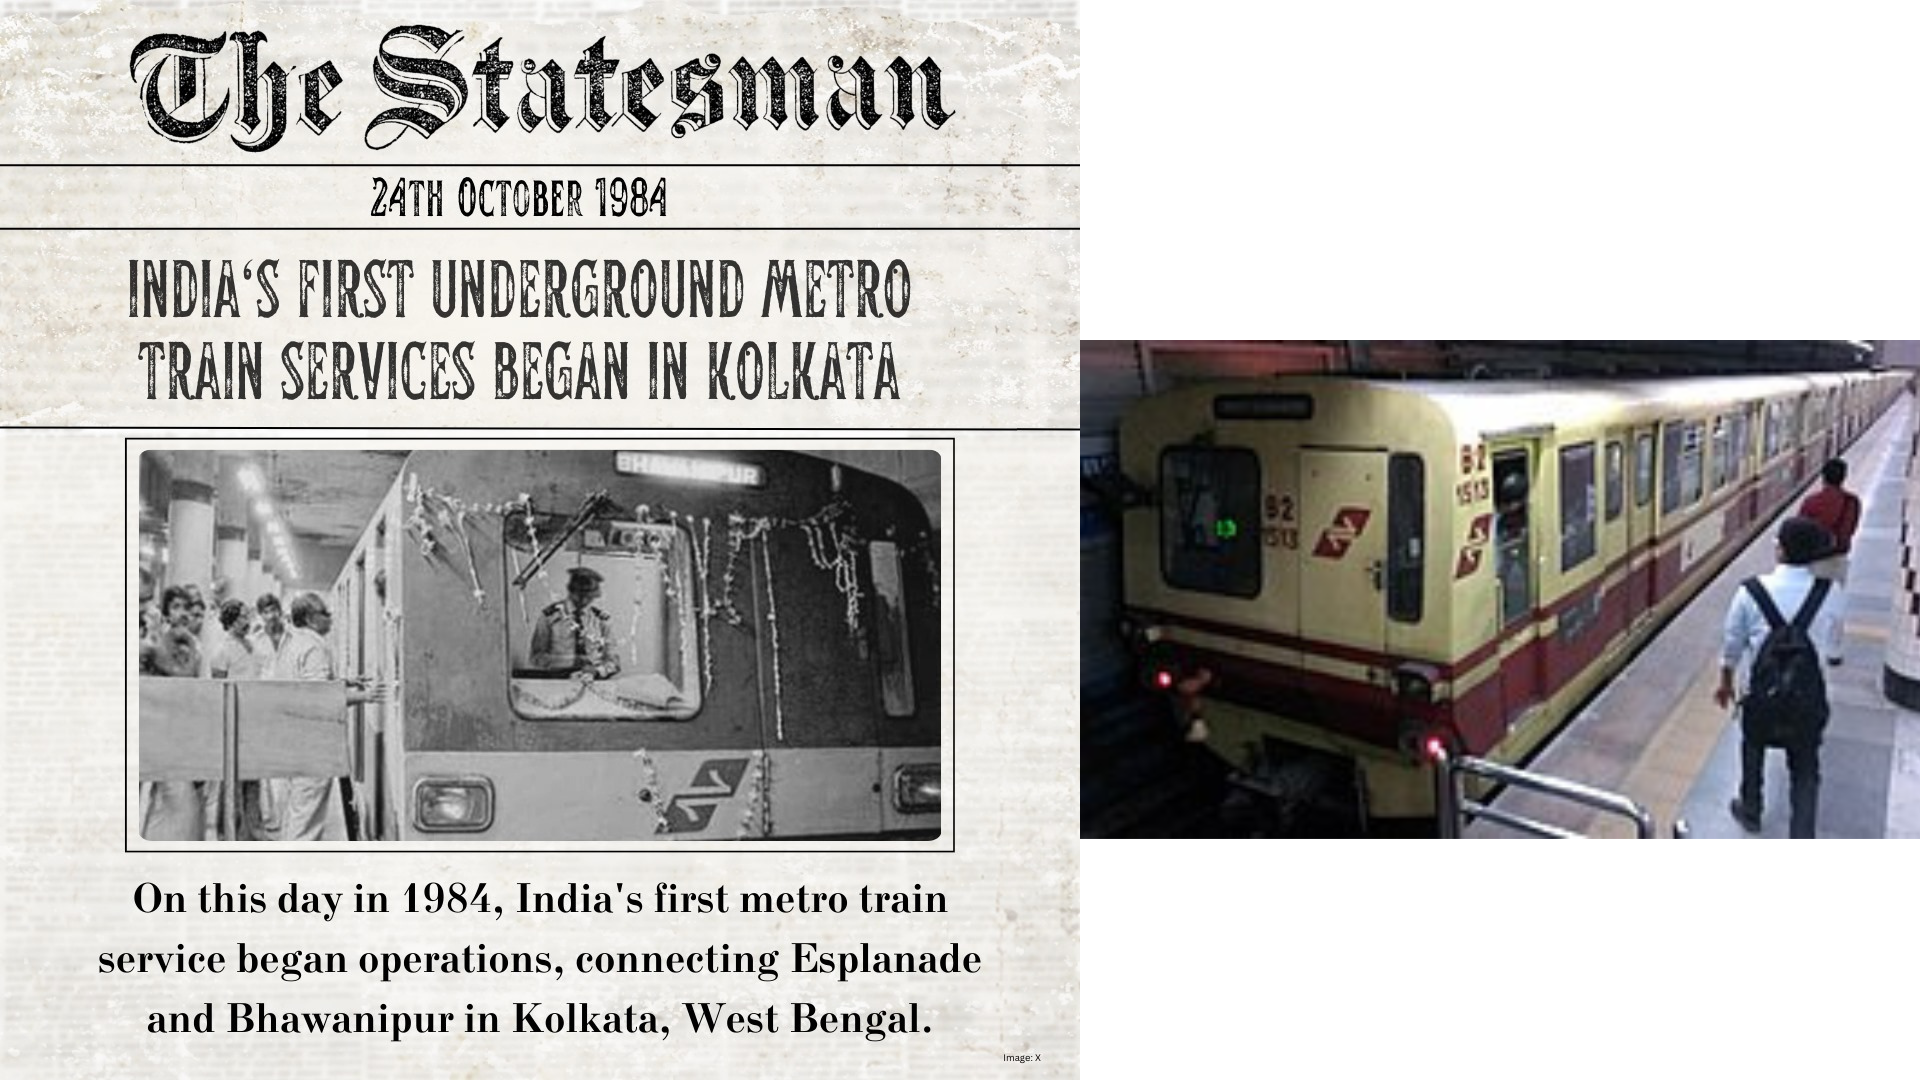 The Statesman
24TH OCTOBER 1984
INDIA‘S FIRST UNDERGROUND METRO
TRAIN SERVICES BEGAN IN KOLKATA
BHAWANIPUR
On this day in 1984, India's first metro train
service began operations, connecting Esplanade
and Bhawanipur in Kolkata, West Bengal.
Image: X
B2
1513
B2
1513